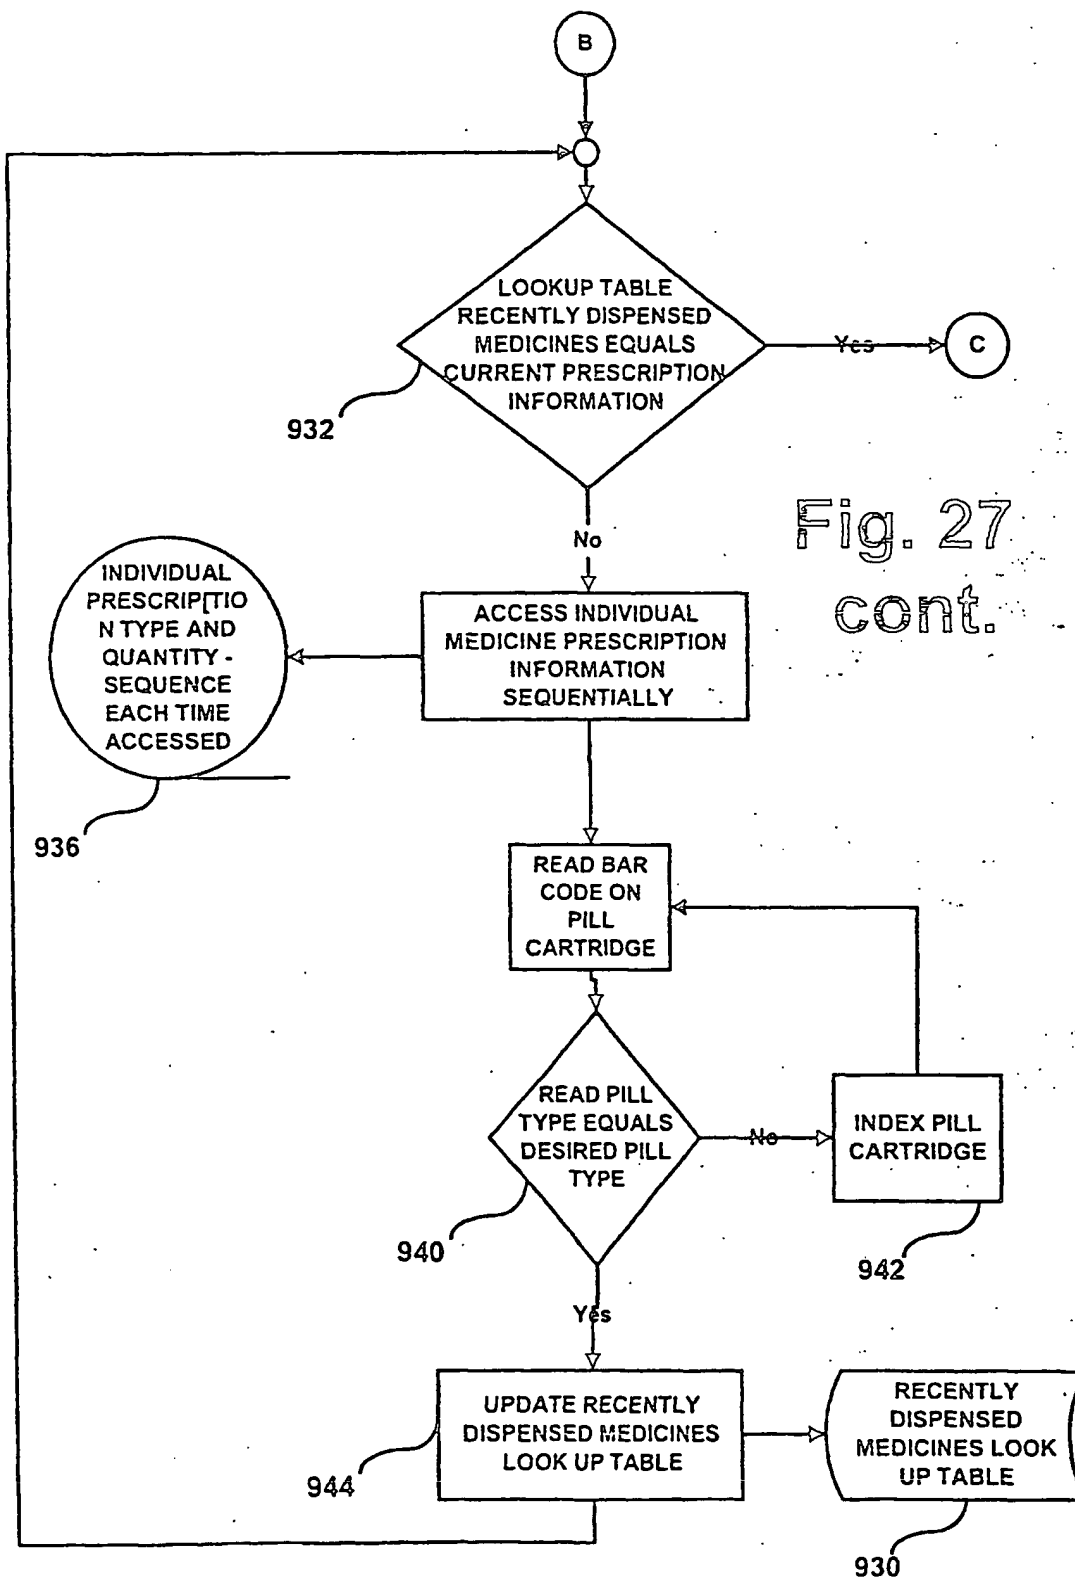 B
LOOKUP TABLE
RECENTLY DISPENSED
MEDICINES EQUALS
CURRENT PRESCRIPTION
INFORMATION
Yes
C
932
Fig. 27
cont.
No
INDIVIDUAL
PRESCRIP[TIO
N TYPE AND
QUANTITY -
SEQUENCE
EACH TIME
ACCESSED
936
ACCESS INDIVIDUAL
MEDICINE PRESCRIPTION
INFORMATION
SEQUENTIALLY
READ BAR
CODE ON
PILL
CARTRIDGE
READ PILL
TYPE EQUALS
DESIRED PILL
TYPE
940
No
INDEX PILL
CARTRIDGE
942
Yes
UPDATE RECENTLY
DISPENSED MEDICINES
LOOK UP TABLE
944
RECENTLY
DISPENSED
MEDICINES LOOK
UP TABLE
930